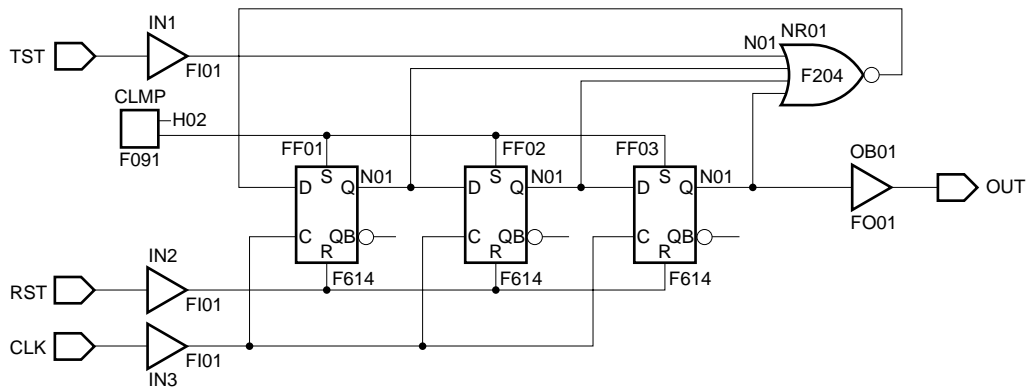 IN1
NR01
TST
N01
FI01
F204
CLMP
H02
F091
FF01
FF02
FF03
OB01
S
S
S
D
Q
N01
D
Q
N01
D
Q
N01
OUT
FO01
C
QB
C
QB
C
QB
R
R
R
IN2
F614
F614
F614
RST
FI01
CLK
FI01
IN3